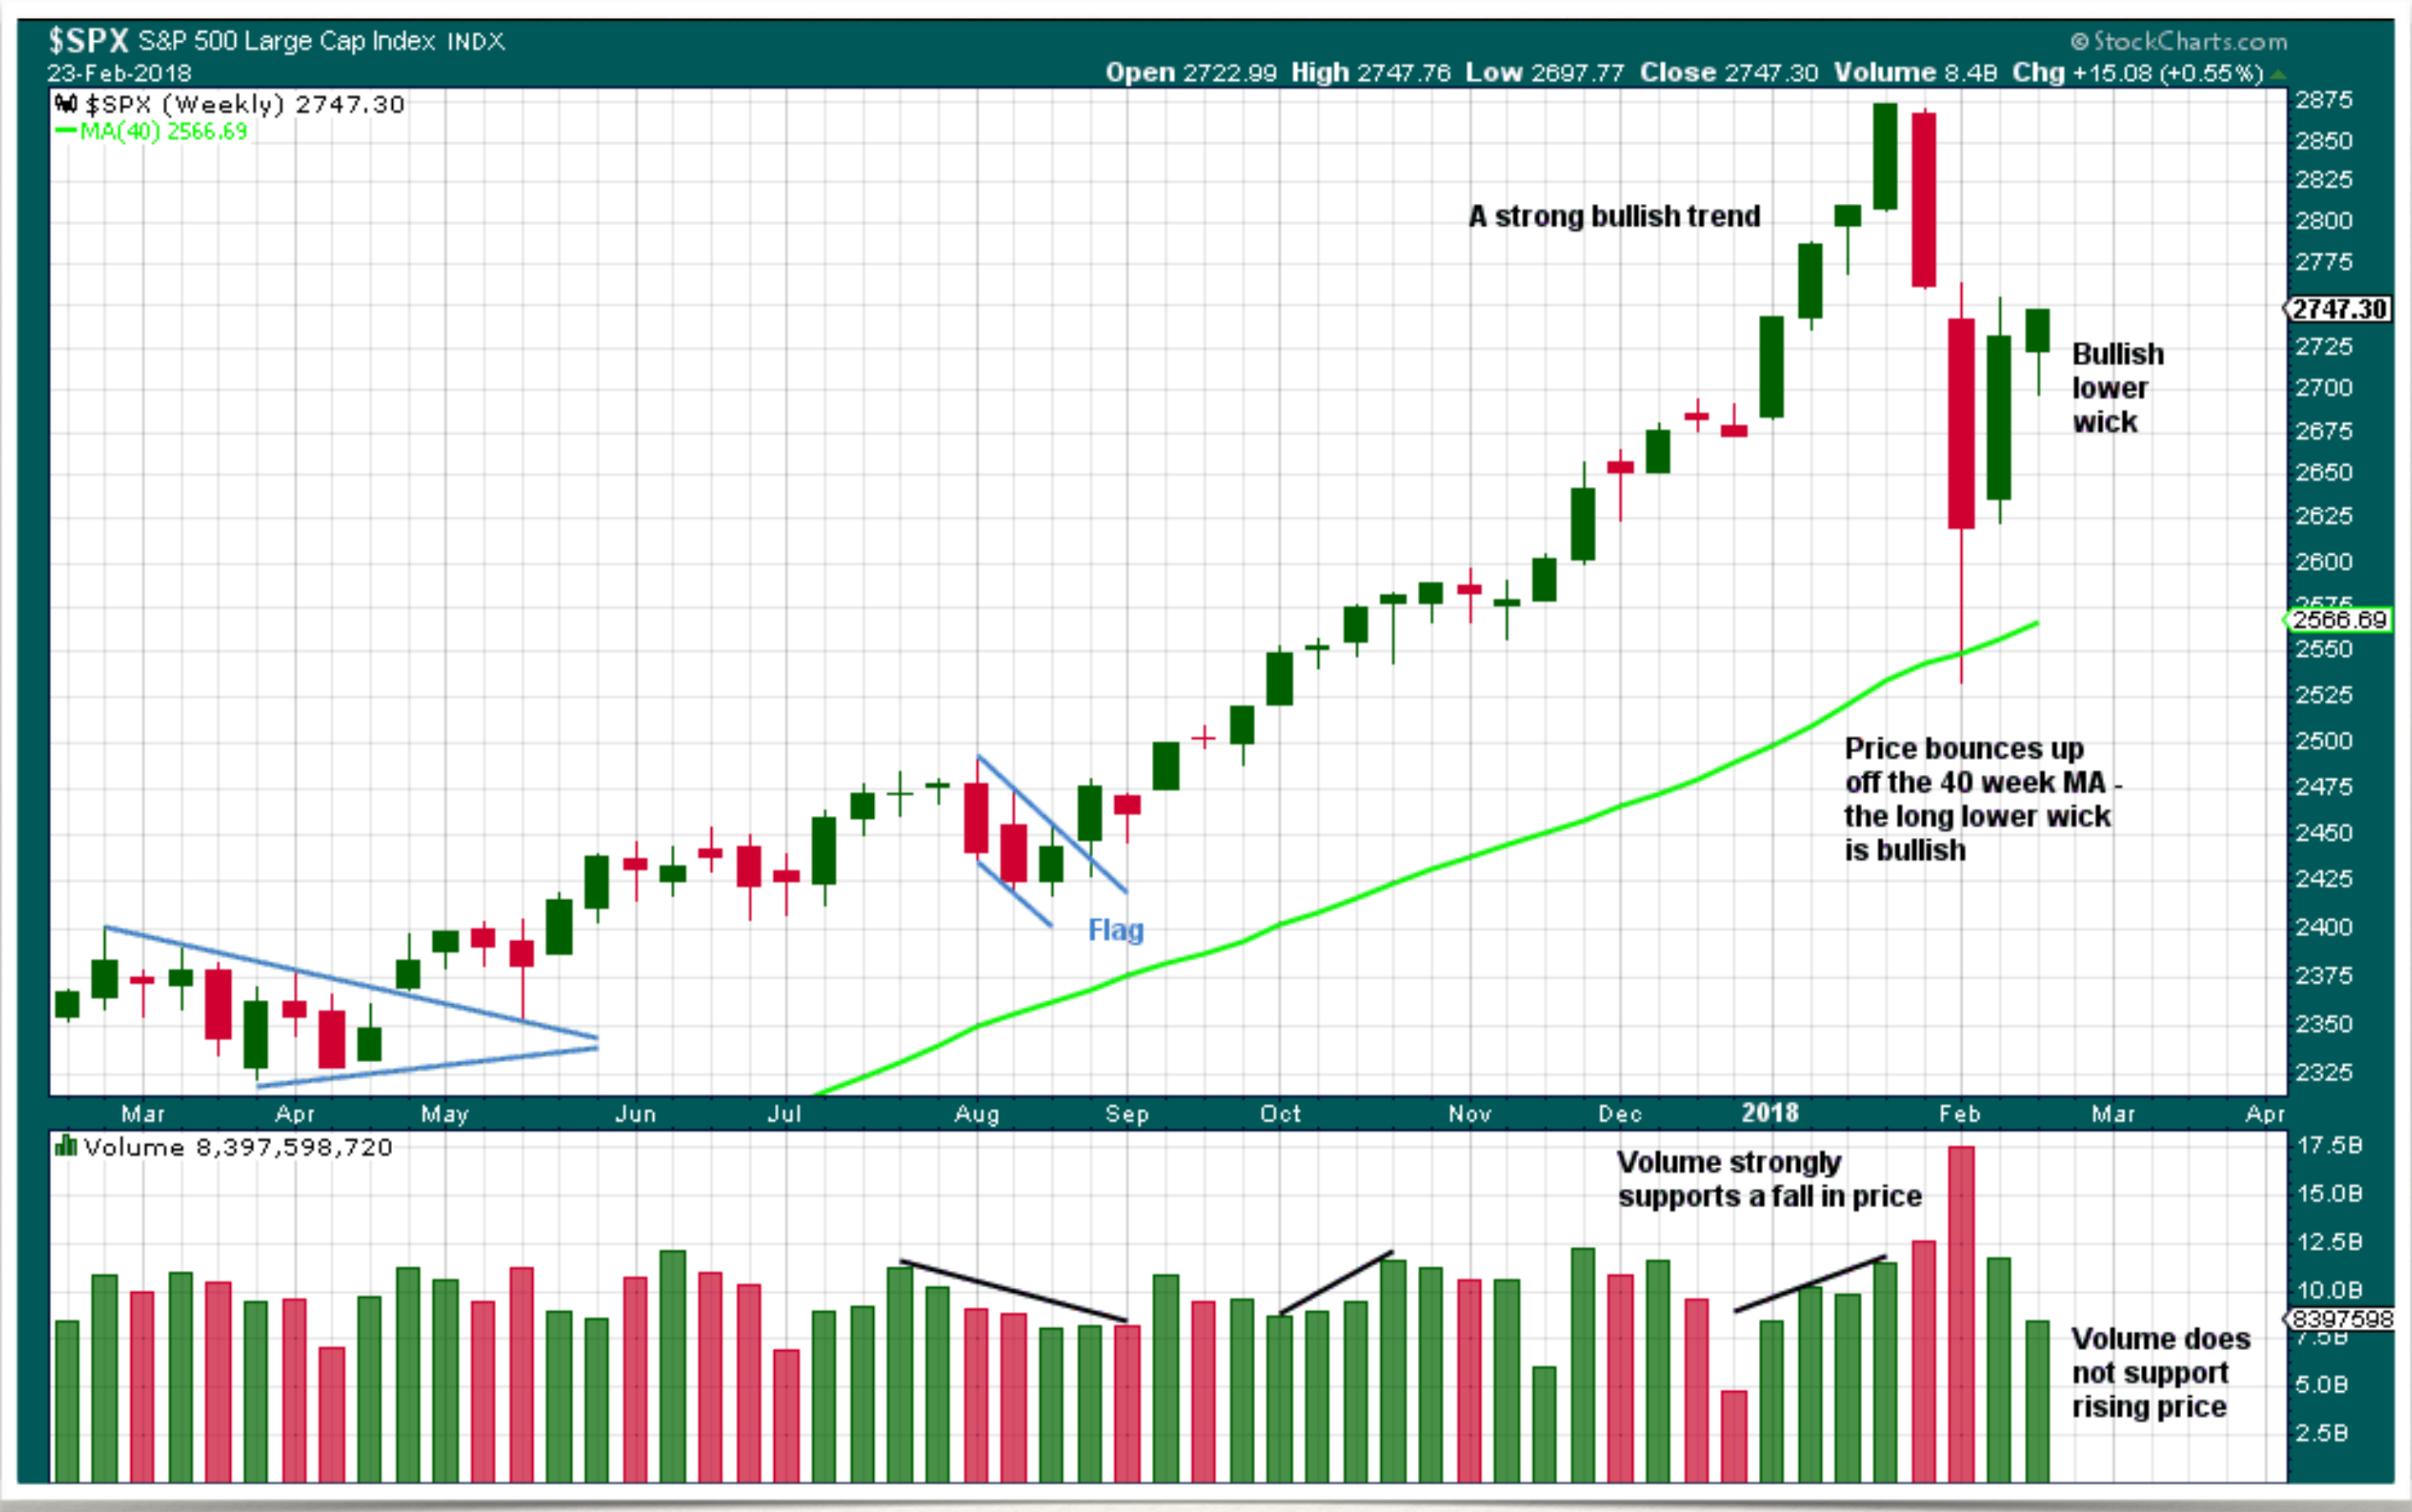 $SPX S&P 500 Large Cap Index INDX
© StockCharts.com
23-Feb-2018
Open 2722.99 High 2747.76 Low 2697.77 Close 2747.30 Volume 8.4B Chg +15.08 (+0.55%)
$SPX (Weekly) 2747.30
MA(40) 2566.69
2875
2850
2825
2800
2775
2747.30
2725
2700
2675
2650
2625
2600
2575
2566.69
2550
2525
2500
2475
2450
2425
2400
2375
2350
2325
A strong bullish trend
Bullish
lower
wick
Price bounces up
off the 40 week MA -
the long lower wick
is bullish
Flag
Mar Apr May Jun Jul Aug Sep Oct Nov Dec 2018 Feb Mar Apr
Volume 8,397,598,720
Volume strongly
supports a fall in price
Volume does
not support
rising price
17.5B
15.0B
12.5B
10.0B
8397598
7.5B
5.0B
2.5B